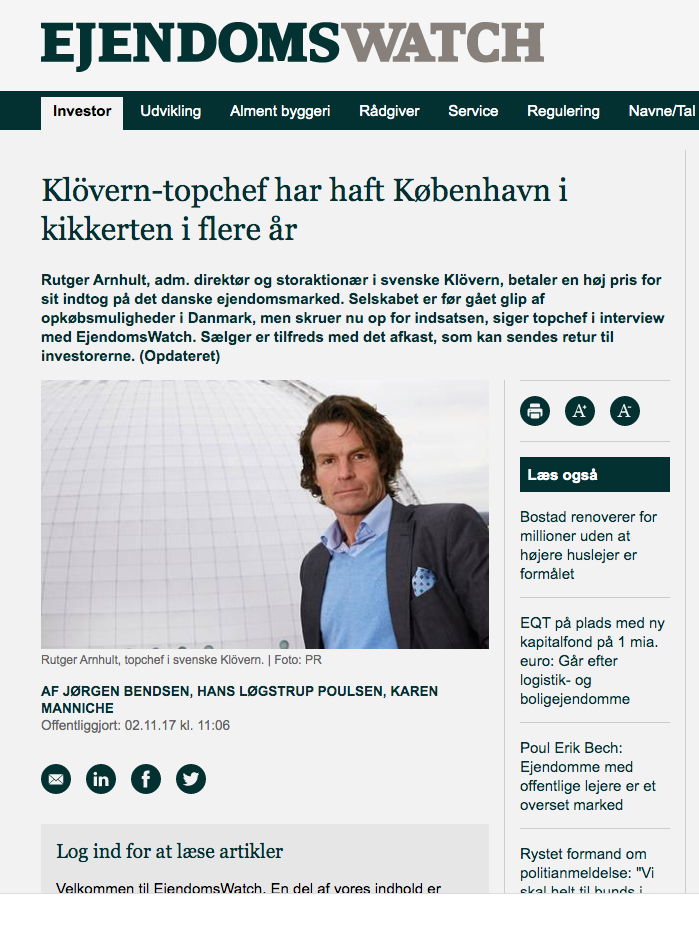 EJENDOMSWATCH
Investor Udvikling Alment byggeri Rådgiver Service Regulering Navne/Tal
Klövern-topchef har haft København i
kikkerten i flere år
Rutger Arnhult, adm. direktør og storaktionær i svenske Klövern, betaler en høj pris for
sit indtog på det danske ejendomsmarked. Selskabet er før gået glip af
opkøbsmuligheder i Danmark, men skruer nu op for indsatsen, siger topchef i interview
med EjendomsWatch. Sælger er tilfreds med det afkast, som kan sendes retur til
investorerne. (Opdateret)
Rutger Arnhult, topchef i svenske Klövern. | Foto: PR
AF JØRGEN BENDSEN, HANS LØGSTRUP POULSEN, KAREN
MANNICHE
Offentliggjort: 02.11.17 kl. 11:06
Log ind for at læse artikler
Velkommen til EjendomsWatch. En del af vores indhold er
A+ A-
Læs også
Bostad renoverer for
millioner uden at
højere huslejer er
formålet
EQT på plads med ny
kapitalfond på 1 mia.
euro: Går efter
logistik- og
boligejendomme
Poul Erik Bech:
Ejendomme med
offentlige lejere er et
overset marked
Rystet formand om
politianmeldelse: "Vi
skal helt til bunds i